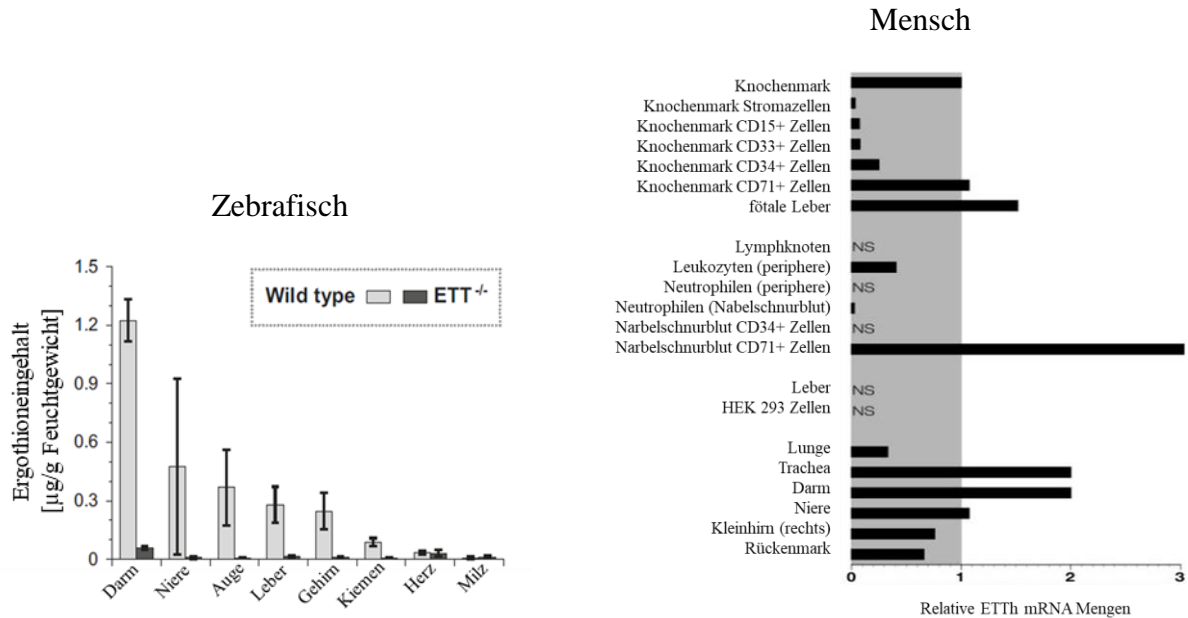 Mensch
Zebrafisch
1.5
1.2
0.9
0.6
0.3
0
Ergothioneingehalt
[µg/g Feuchtgewicht]
Wild type ETT -/-
Darm
Niere
Auge
Leber
Gehirn
Kiemen
Herz
Milz
Knochenmark
Knochenmark Stromazellen
Knochenmark CD15+ Zellen
Knochenmark CD33+ Zellen
Knochenmark CD34+ Zellen
Knochenmark CD71+ Zellen
fötale Leber
Lymphknoten NS
Leukozyten (periphere)
Neutrophilen (periphere) NS
Neutrophilen (Nabelschnurblut)
Narbelschnurblut CD34+ Zellen NS
Narbelschnurblut CD71+ Zellen
Leber NS
HEK 293 Zellen NS
Lunge
Trachea
Darm
Niere
Kleinhirn (rechts)
Rückenmark
0 1 2 3
Relative ETTh mRNA Mengen